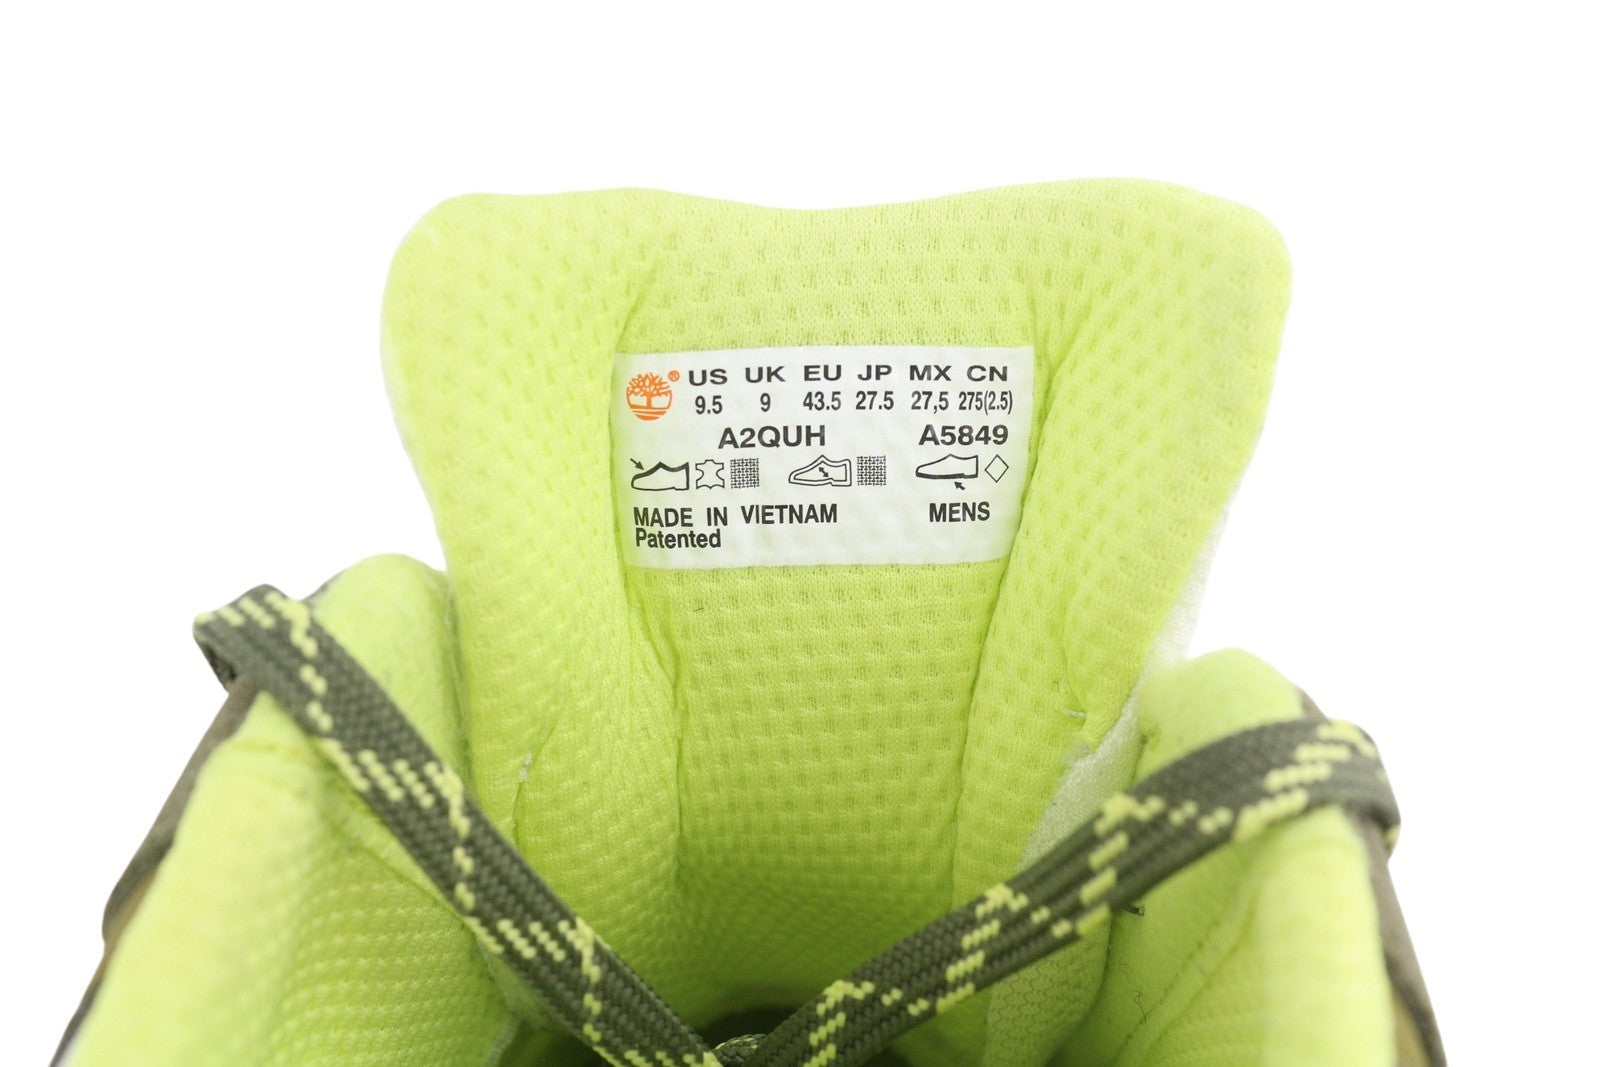 ® US UK EU JP MX CN
9.5 9 43.5 27.5 27,5 275(2.5)
A2QUH A5849
MADE IN VIETNAM MENS
Patented